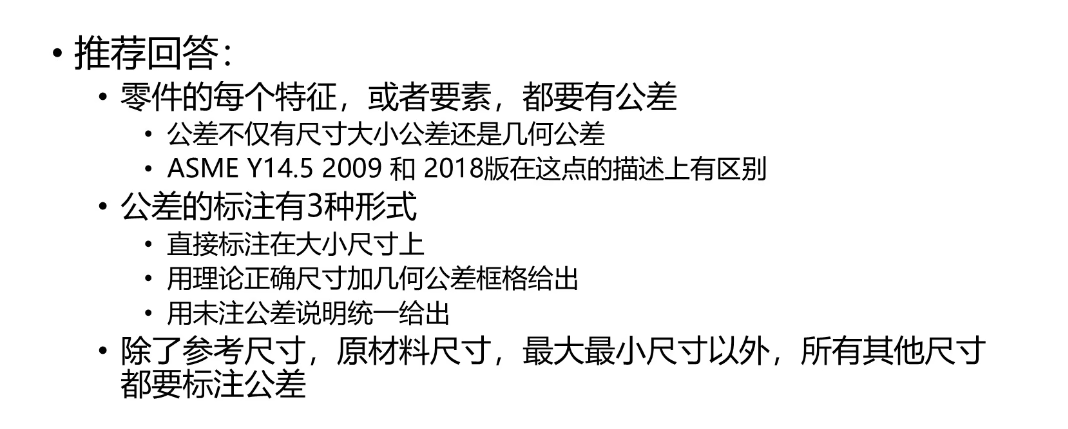 • 推荐回答：
• 零件的每个特征，或者要素，都要有公差
• 公差不仅有尺寸大小公差还是几何公差
• ASME Y14.5 2009 和 2018版在这点的描述上有区别
• 公差的标注有3种形式
• 直接标注在大小尺寸上
• 用理论正确尺寸加几何公差框格给出
• 用未注公差说明统一给出
• 除了参考尺寸，原材料尺寸，最大最小尺寸以外，所有其他尺寸
都要标注公差